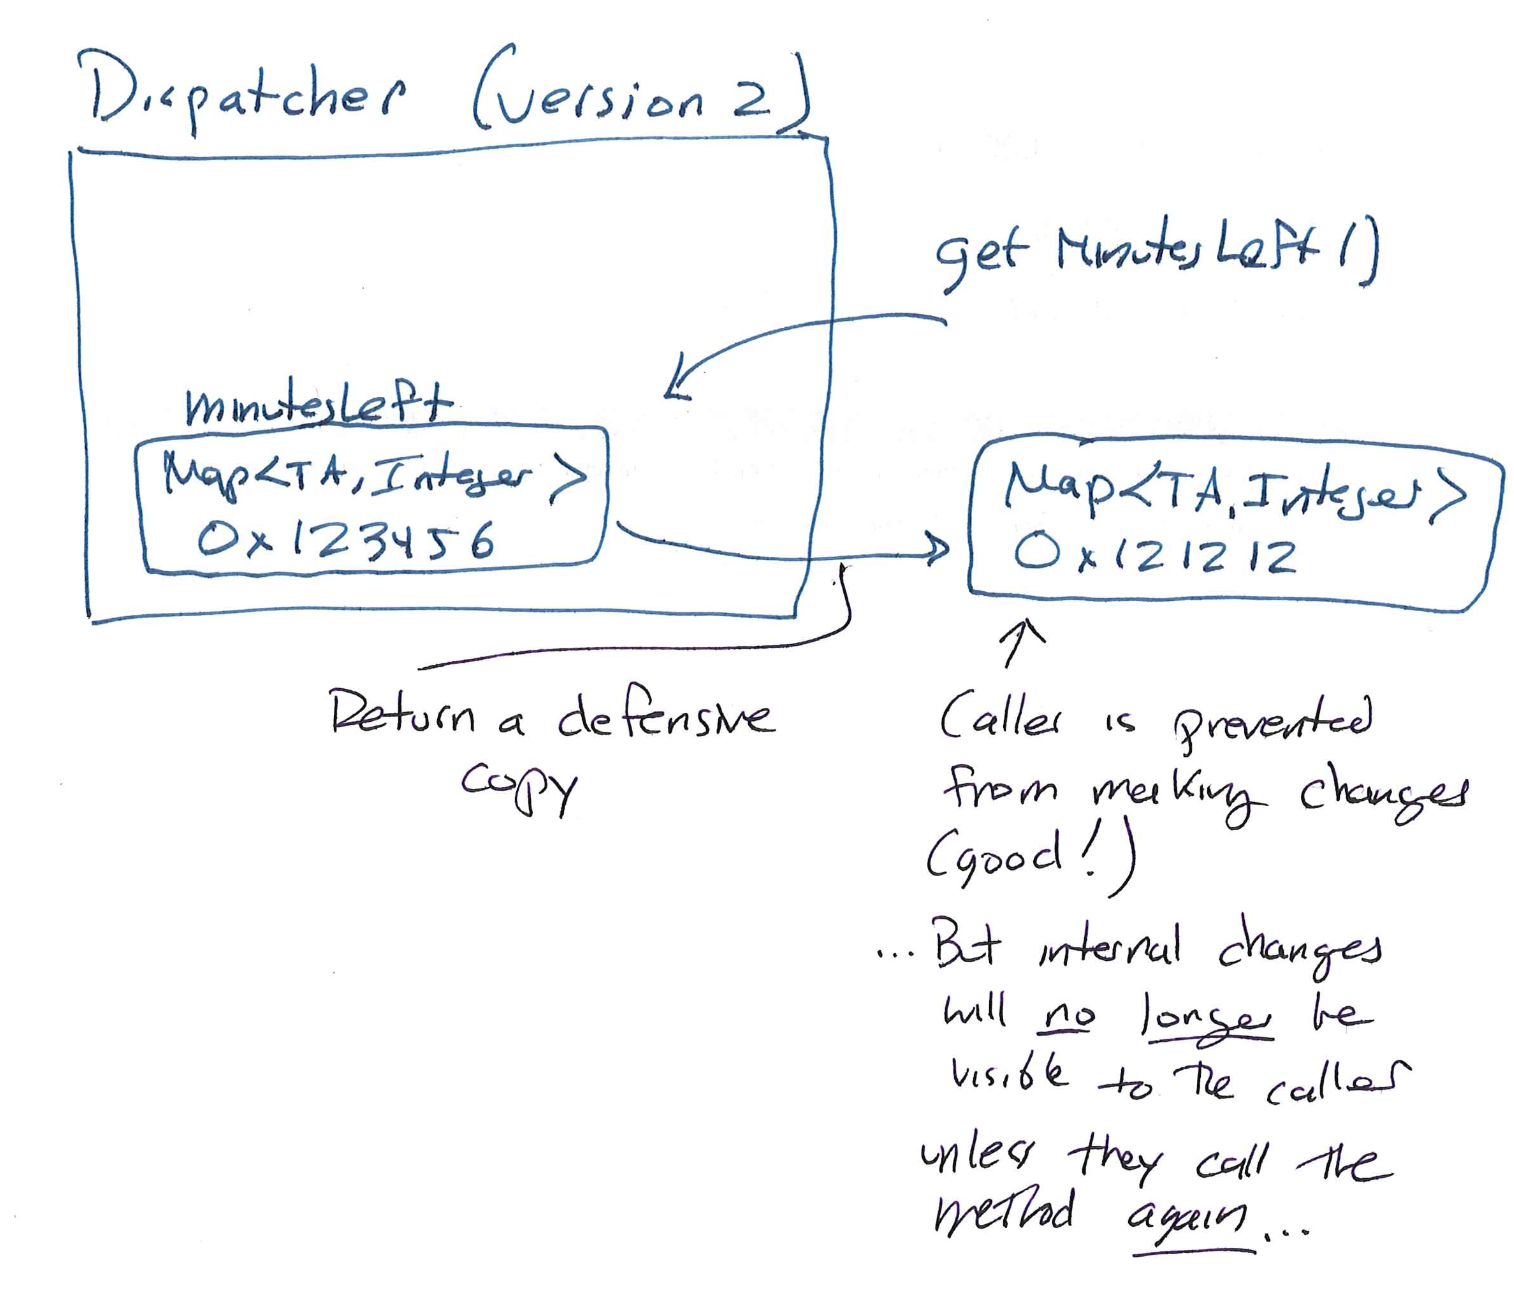 Dispatcher (version 2)
getMinutesLeft()
minutesLeft
Map<TA, Integer>
0x123456
Map<TA, Integer>
0x121212
Return a defensive
copy
Caller is prevented
from making changes
(good!)
... But internal changes
will no longer be
visible to the caller
unless they call the
method again...